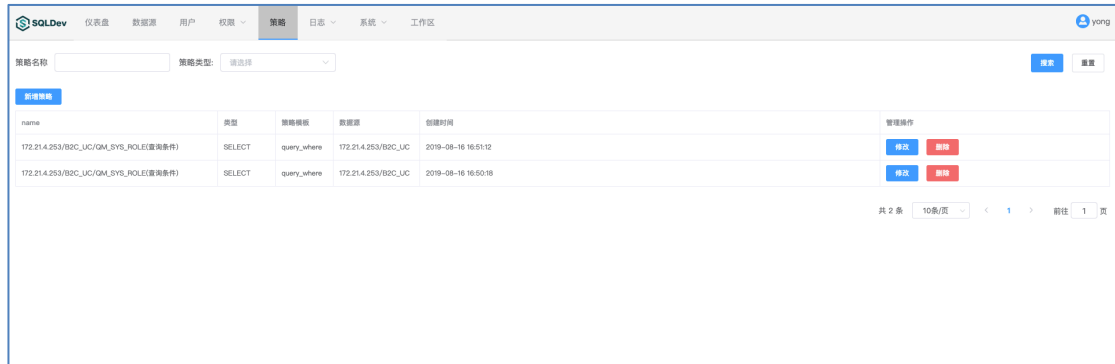 SQLDev 仪表盘 数据源 用户 权限 策略 日志 系统 工作区 yong
策略名称 策略类型: 请选择 搜索 重置
新增策略
name 类型 策略模板 数据源 创建时间 管理操作
172.21.4.253/B2C_UC/QM_SYS_ROLE(查询条件) SELECT query_where 172.21.4.253/B2C_UC 2019-08-16 16:51:12 修改 删除
172.21.4.253/B2C_UC/QM_SYS_ROLE(查询条件) SELECT query_where 172.21.4.253/B2C_UC 2019-08-16 16:50:18 修改 删除
共 2 条 10条/页 1 前往 1 页